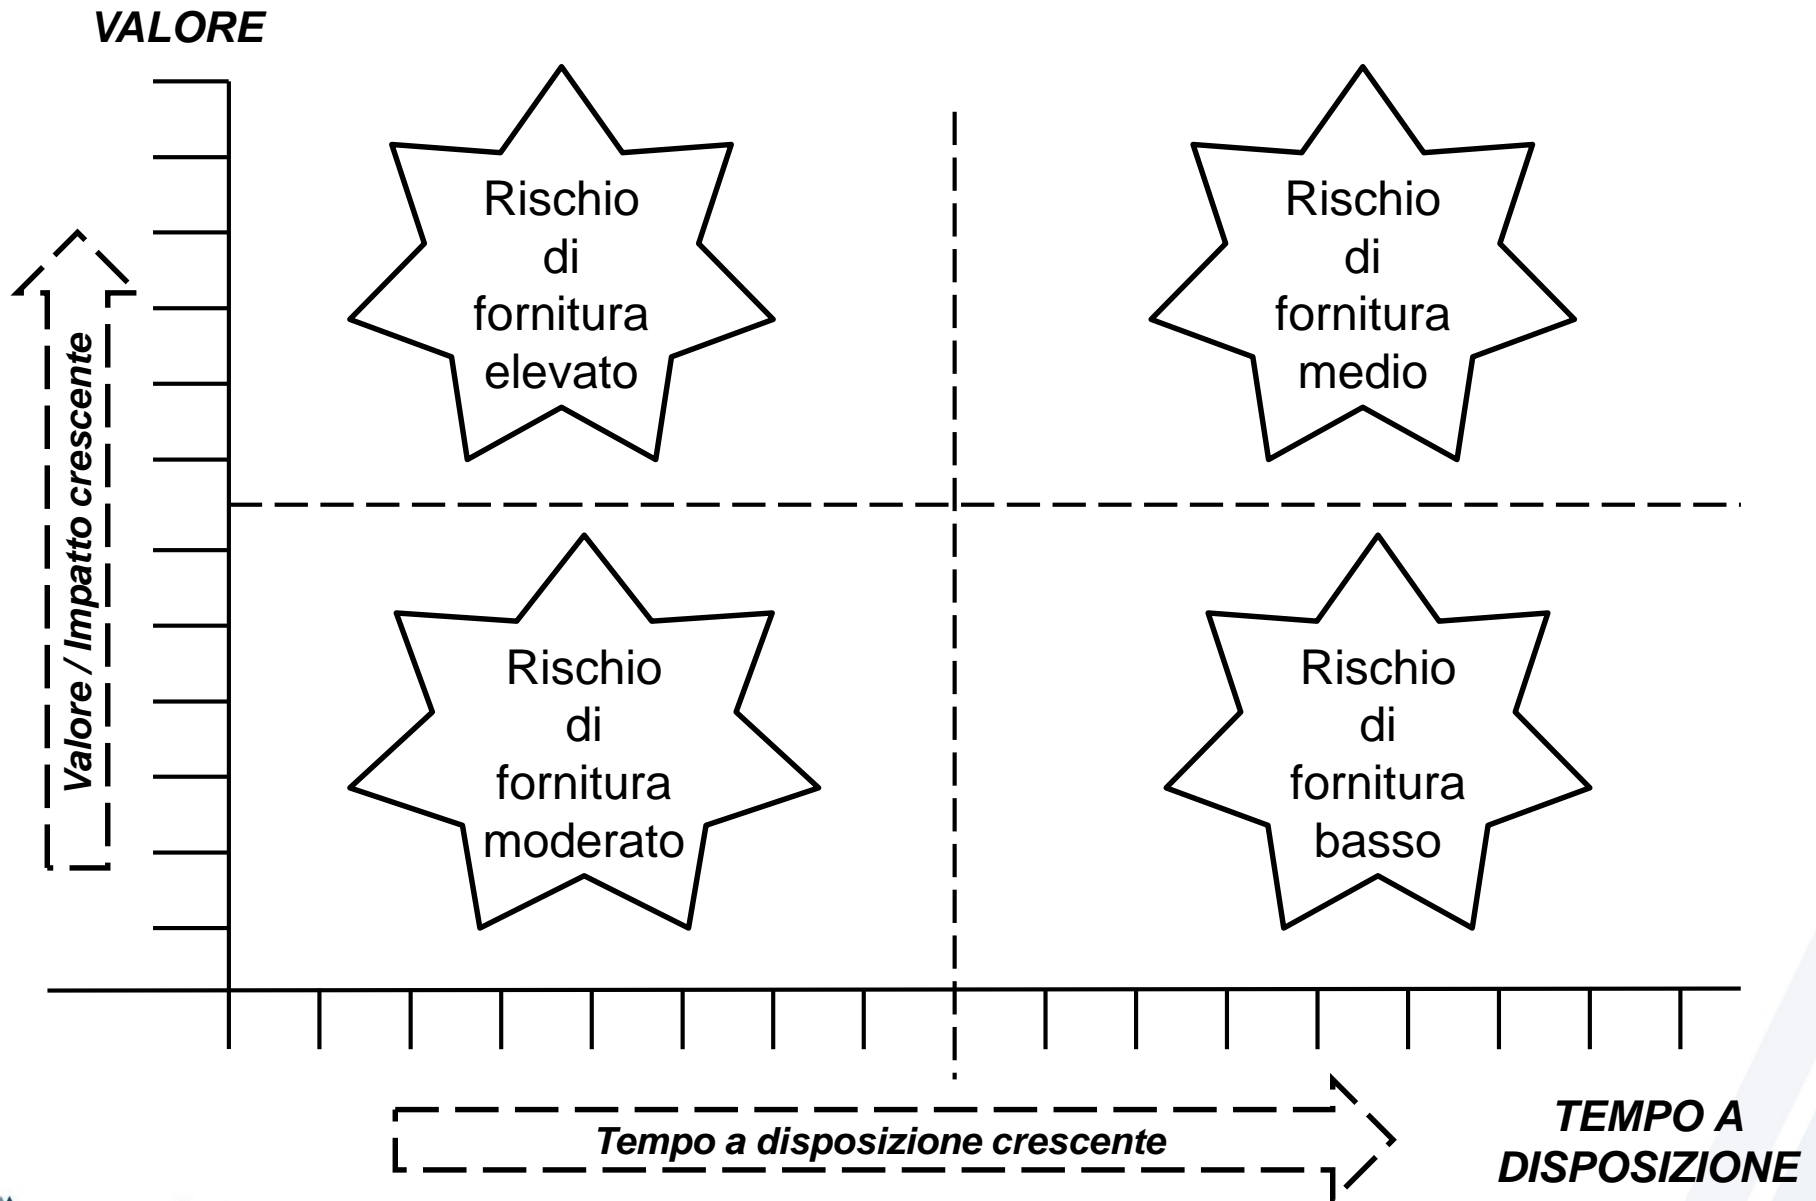 VALORE
Rischio
di
fornitura
elevato
Rischio
di
fornitura
medio
Valore / Impatto crescente
Rischio
di
fornitura
moderato
Rischio
di
fornitura
basso
Tempo a disposizione crescente
TEMPO A
DISPOSIZIONE